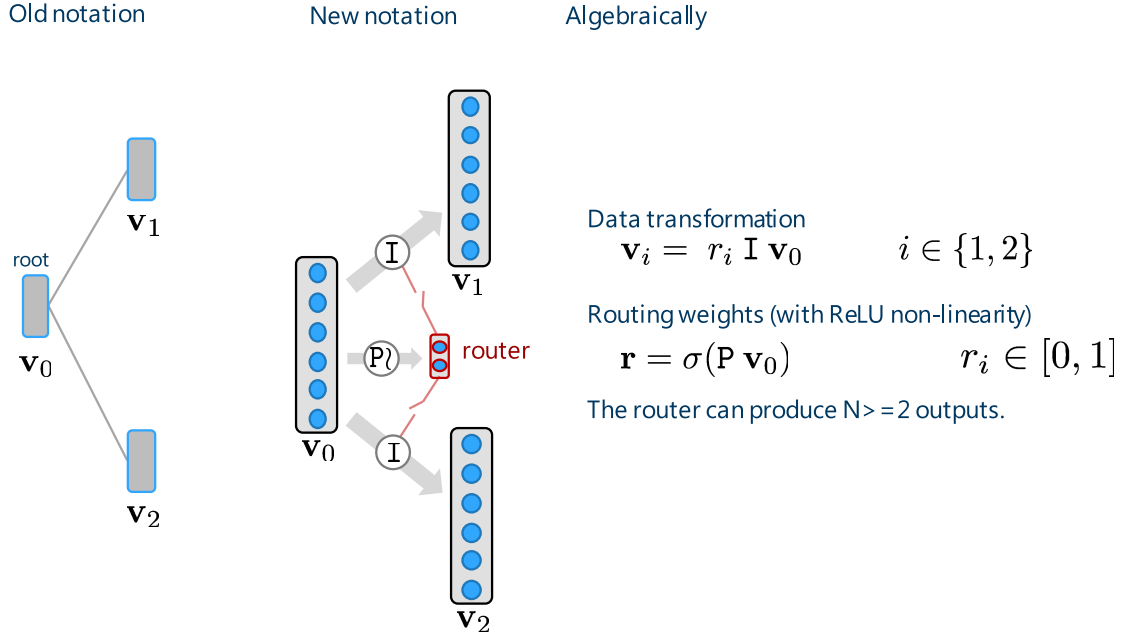 Old notation
New notation
Algebraically
v₁
root
v₀
v₂
I
v₁
P≀
router
v₀
I
v₂
Data transformation
vᵢ = rᵢ I v₀    i ∈ {1, 2}
Routing weights (with ReLU non-linearity)
r = σ(P v₀)    rᵢ ∈ [0, 1]
The router can produce N>=2 outputs.